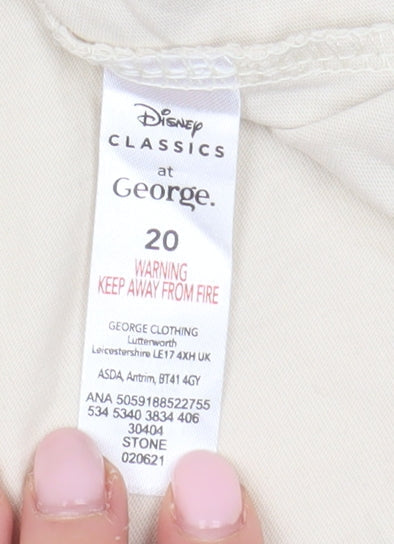 Disney
CLASSICS
at
George.
20
WARNING
KEEP AWAY FROM FIRE
GEORGE CLOTHING
Lutterworth
Leicestershire LE17 4XH UK
ASDA, Antrim, BT41 4GY
ANA 5059188522755
534 5340 3834 406
30404
STONE
020621